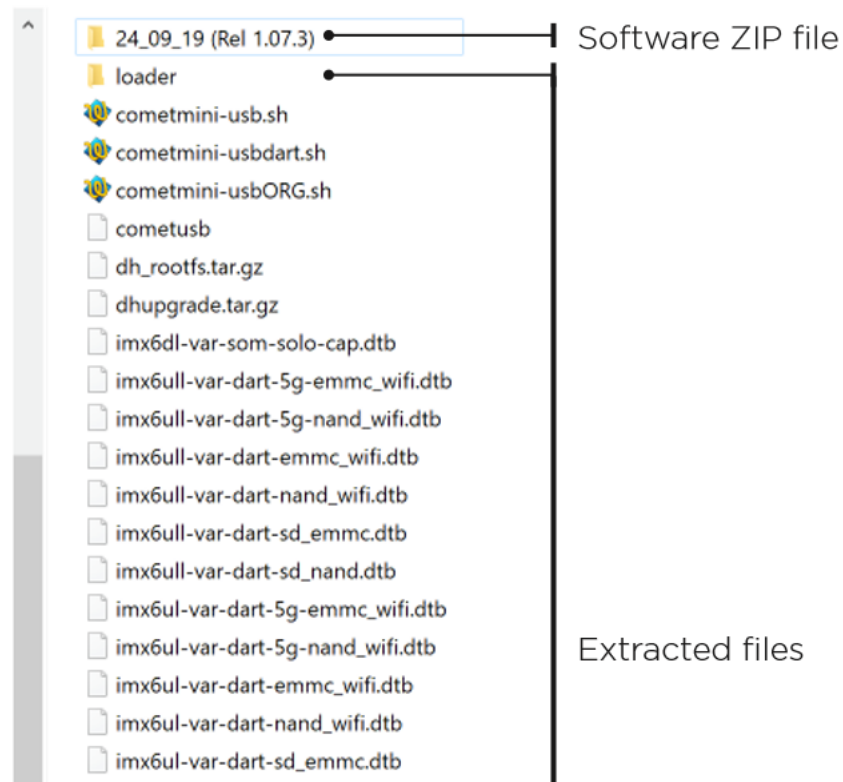 24_09_19 (Rel 1.07.3)
Software ZIP file
loader
cometmini-usb.sh
cometmini-usbdart.sh
cometmini-usbORG.sh
cometusb
dh_rootfs.tar.gz
dhupgrade.tar.gz
imx6dl-var-som-solo-cap.dtb
imx6ull-var-dart-5g-emmc_wifi.dtb
imx6ull-var-dart-5g-nand_wifi.dtb
imx6ull-var-dart-emmc_wifi.dtb
imx6ull-var-dart-nand_wifi.dtb
imx6ull-var-dart-sd_emmc.dtb
imx6ull-var-dart-sd_nand.dtb
imx6ul-var-dart-5g-emmc_wifi.dtb
imx6ul-var-dart-5g-nand_wifi.dtb
Extracted files
imx6ul-var-dart-emmc_wifi.dtb
imx6ul-var-dart-nand_wifi.dtb
imx6ul-var-dart-sd_emmc.dtb